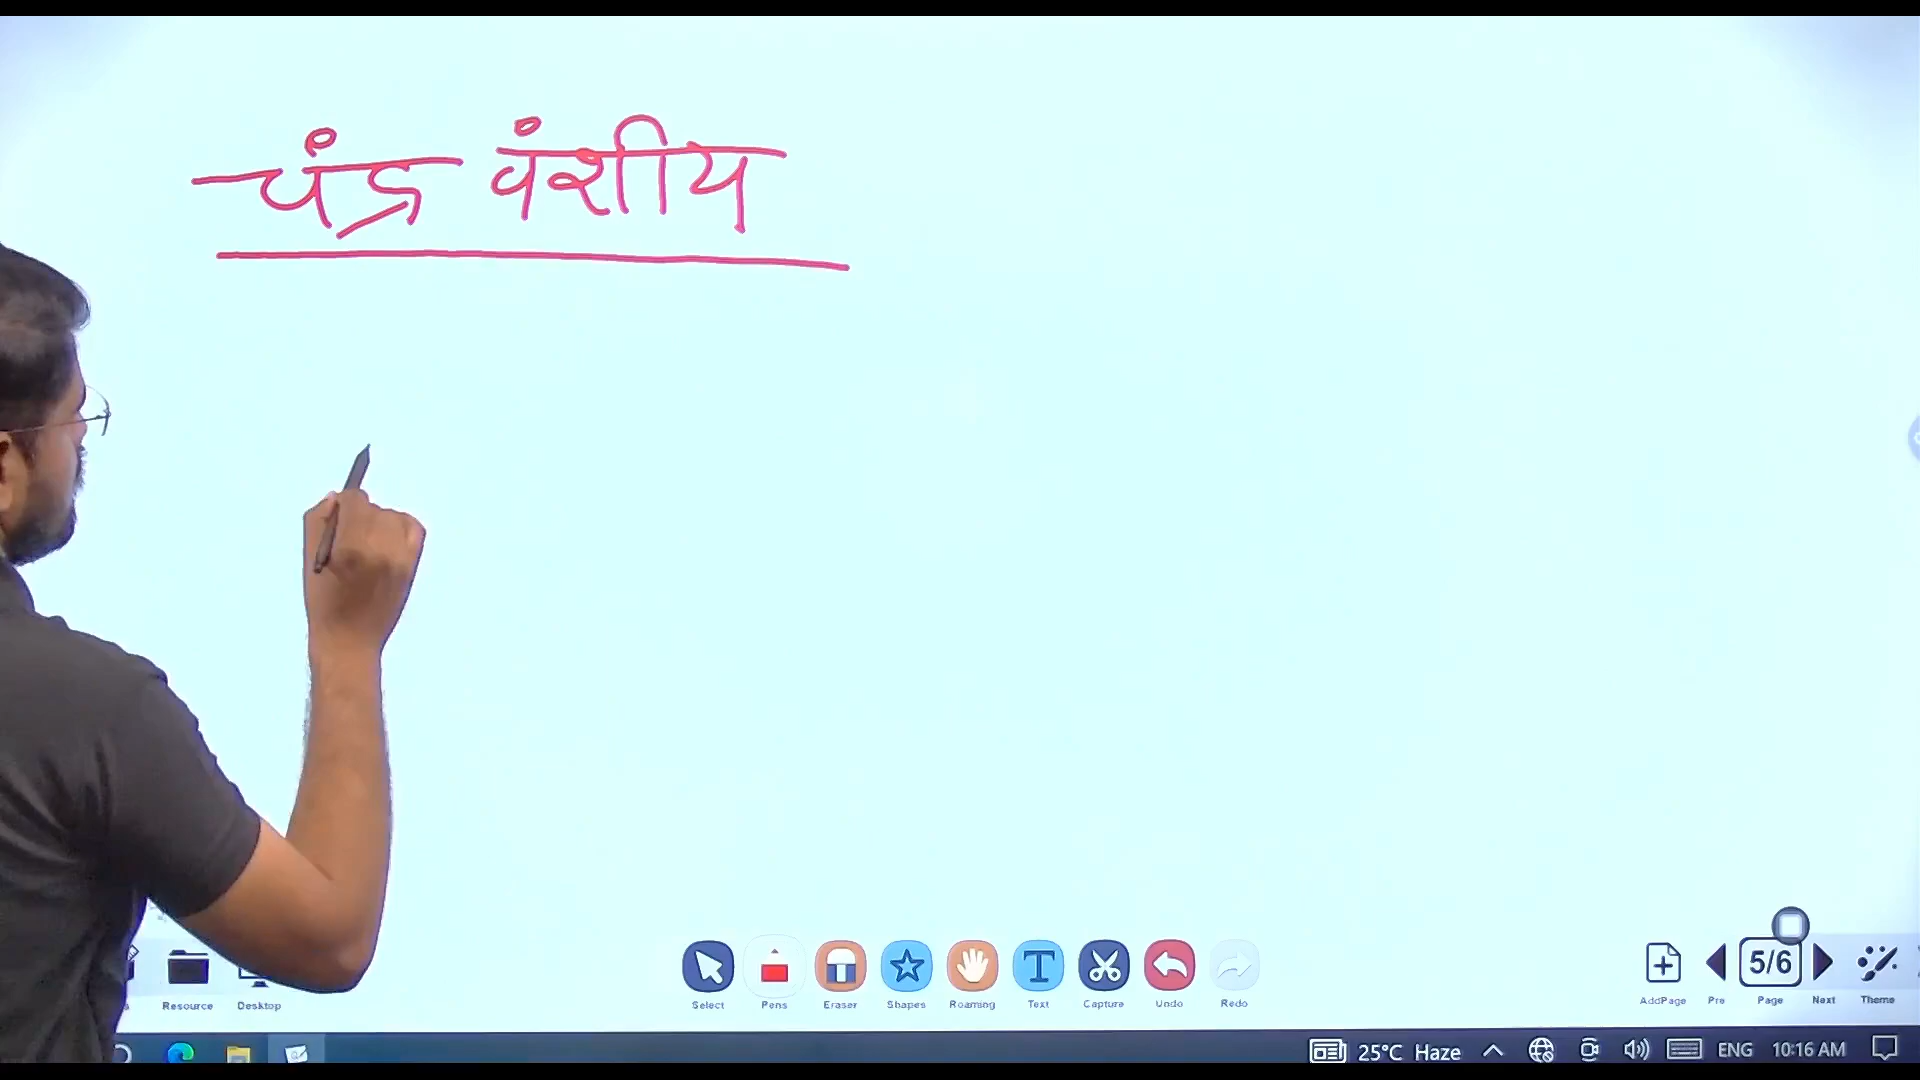 चंद्र वंशीय
Resource
Desktop
Select
Pens
Eraser
Shapes
Roaming
Text
Capture
Undo
Redo
AddPage
Pre
5/6
Page
Next
Theme
25°C Haze
ENG
10:16 AM